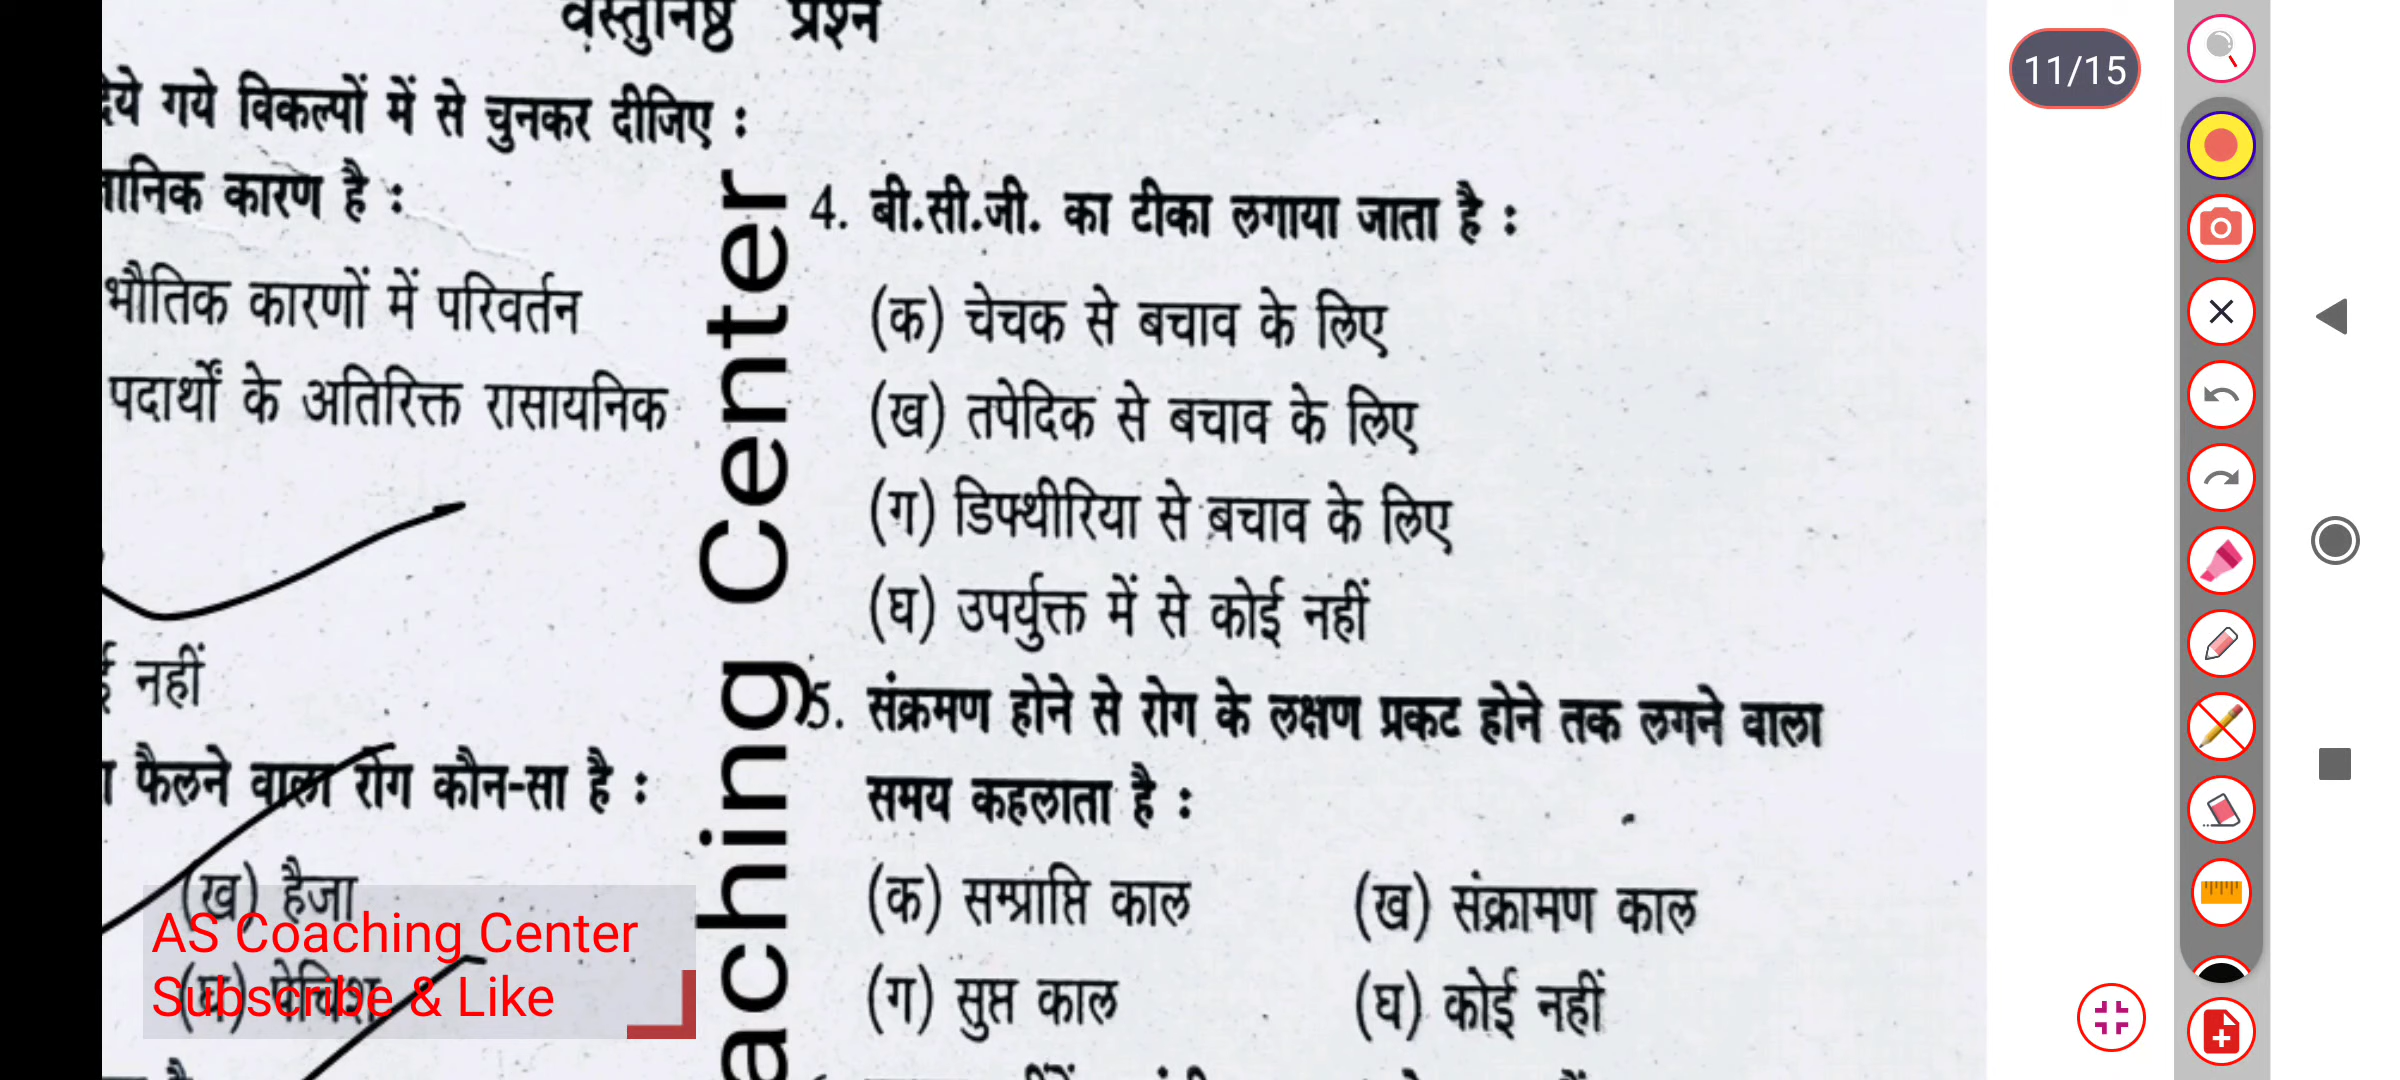 वस्तुनिष्ठ प्रश्न
गये विकल्पों में से चुनकर दीजिए :
कारण है :
भौतिक कारणों में परिवर्तन
पदार्थों के अतिरिक्त रासायनिक
नहीं
फैलने वाला रोग कौन-सा है :
(ख) हैजा
(घ) पेचिश
AS Coaching Center
Subscribe & Like
aching Center
4. बी.सी.जी. का टीका लगाया जाता है :
(क) चेचक से बचाव के लिए
(ख) तपेदिक से बचाव के लिए
(ग) डिफ्थीरिया से बचाव के लिए
(घ) उपर्युक्त में से कोई नहीं
5. संक्रमण होने से रोग के लक्षण प्रकट होने तक लगने वाला
समय कहलाता है :
(क) सम्प्राप्ति काल (ख) संक्रामण काल
(ग) सुप्त काल (घ) कोई नहीं
11/15